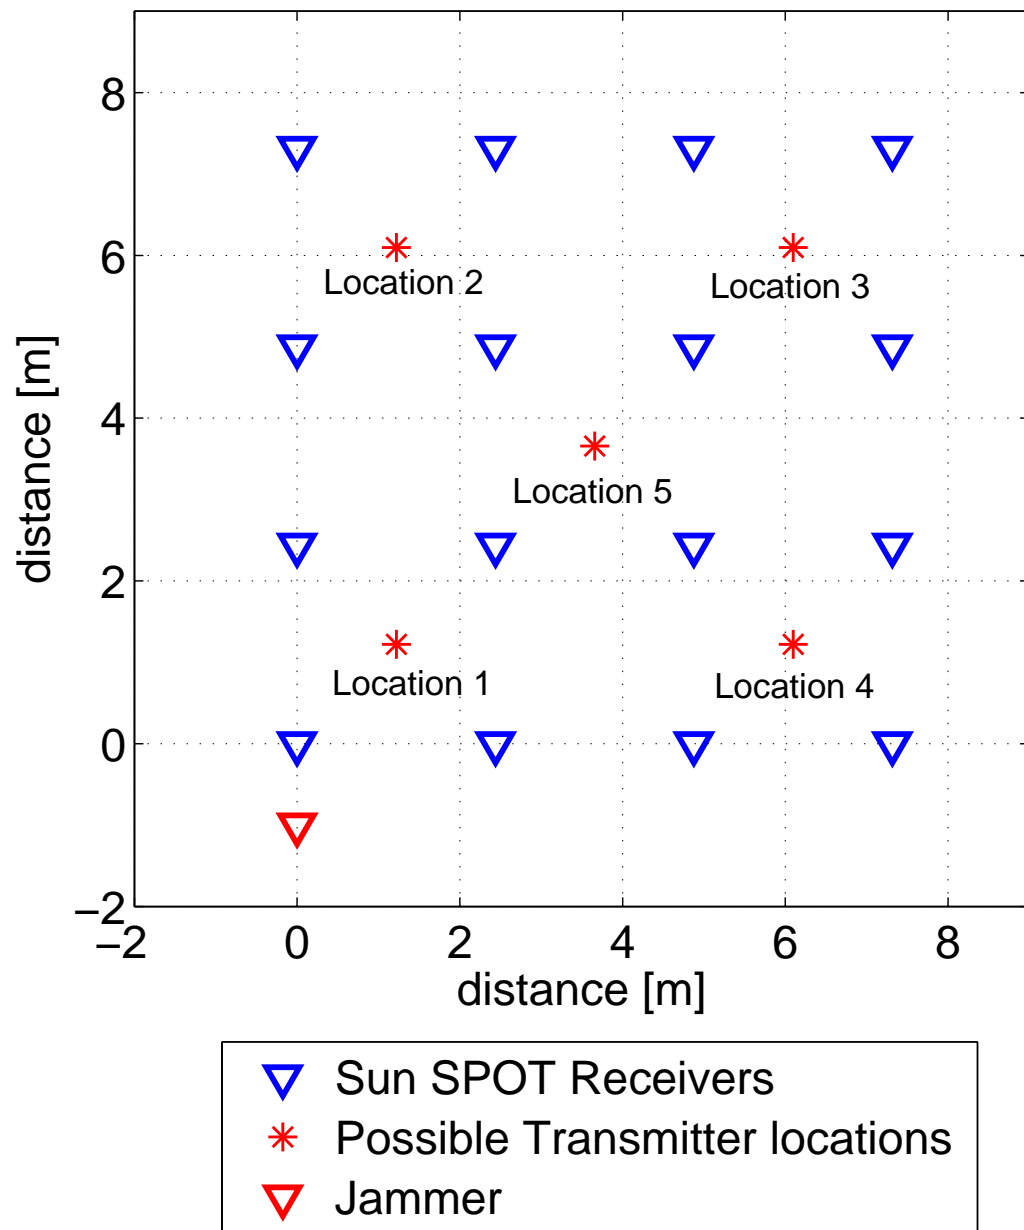 8
Location 2
Location 3
6
distance [m]
4
Location 5
2
Location 1
Location 4
0
−2
−2 0 2 4 6 8
distance [m]
Sun SPOT Receivers
Possible Transmitter locations
Jammer